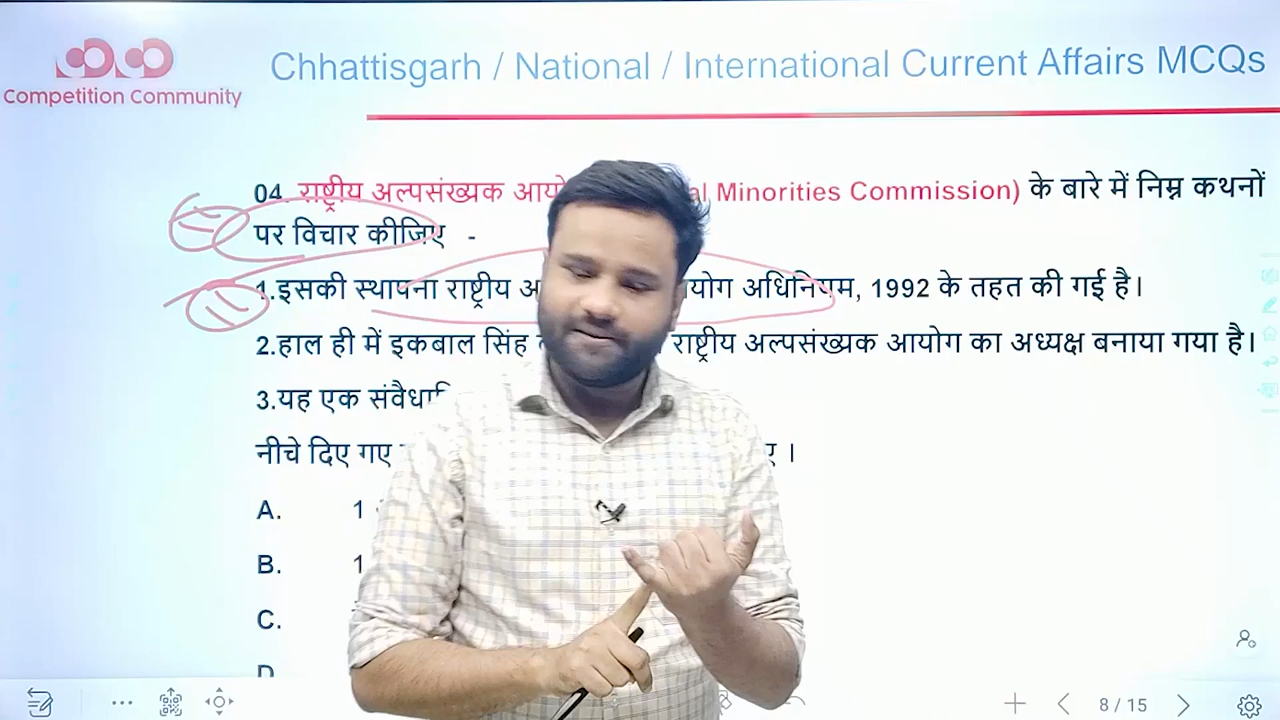 Competition Community
Chhattisgarh / National / International Current Affairs MCQs
04. राष्ट्रीय अल्पसंख्यक Minorities Commission) के बारे में निम्न कथनों
पर विचार कीजिए -
1.इसकी स्थापना राष्ट्रीय अधिनियम, 1992 के तहत की गई है।
2.हाल ही में इकबाल सिंह राष्ट्रीय अल्पसंख्यक आयोग का अध्यक्ष बनाया गया है।
3.यह एक
नीचे दिए गए ।
A. 1
B. 1
C.
D
8 / 15